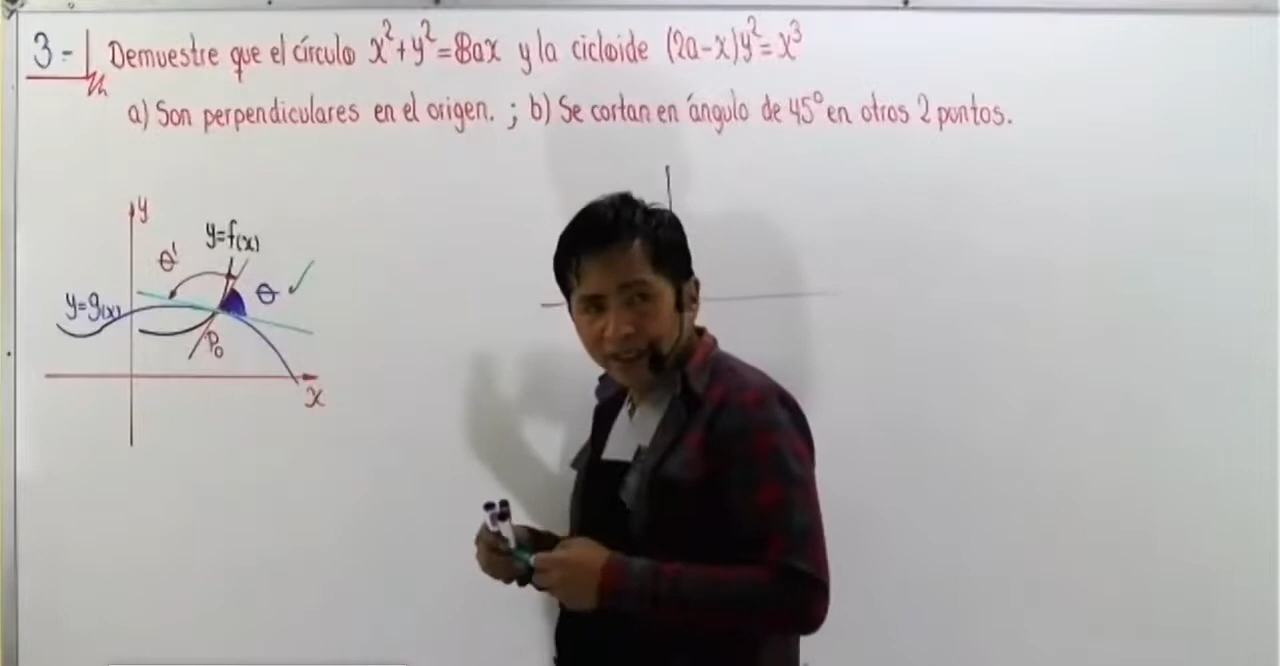 3-| Demuestre que el círculo x²+y²=8ax y la cicloide (2a-x)y²=x³
a) Son perpendiculares en el origen. ; b) Se cortan en ángulo de 45° en otros 2 puntos.
y
y=f(x)
θ'
θ
y=g(x)
P₀
x